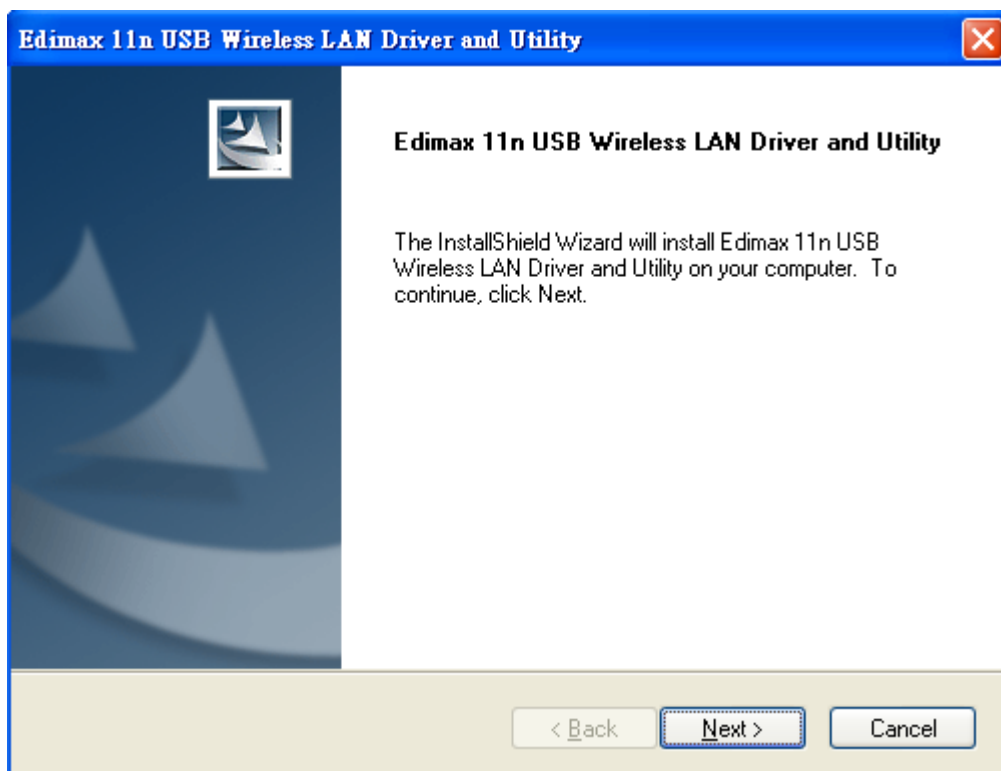 Edimax 11n USB Wireless LAN Driver and Utility
Edimax 11n USB Wireless LAN Driver and Utility
The InstallShield Wizard will install Edimax 11n USB
Wireless LAN Driver and Utility on your computer.  To
continue, click Next.
< Back
Next >
Cancel